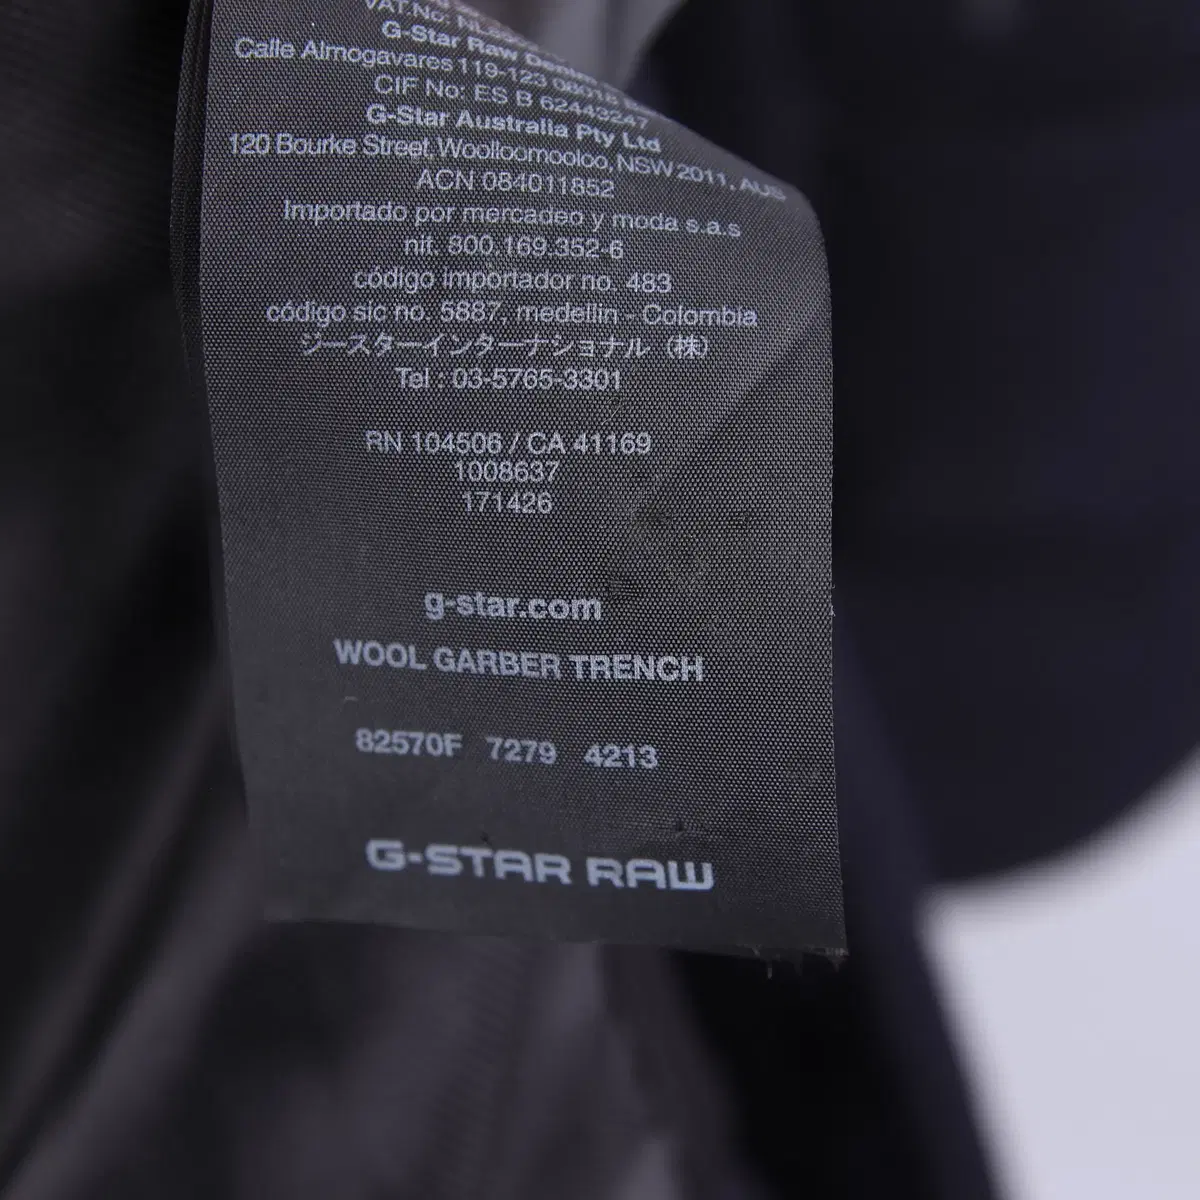 VAT.No: NL
G-Star Raw Denim
Calle Almogavares 119-123 08018
CIF No: ES B 62443247
G-Star Australia Pty Ltd
120 Bourke Street, Woolloomooloo, NSW 2011, AUS
ACN 084011852
Importado por mercadeo y moda s.a.s
nit. 800.169.352-6
código importador no. 483
código sic no. 5887, medellin - Colombia
ジースターインターナショナル（株）
Tel : 03-5765-3301
RN 104506 / CA 41169
1008637
171426
g-star.com
WOOL GARBER TRENCH
82570F 7279 4213
G-STAR RAW